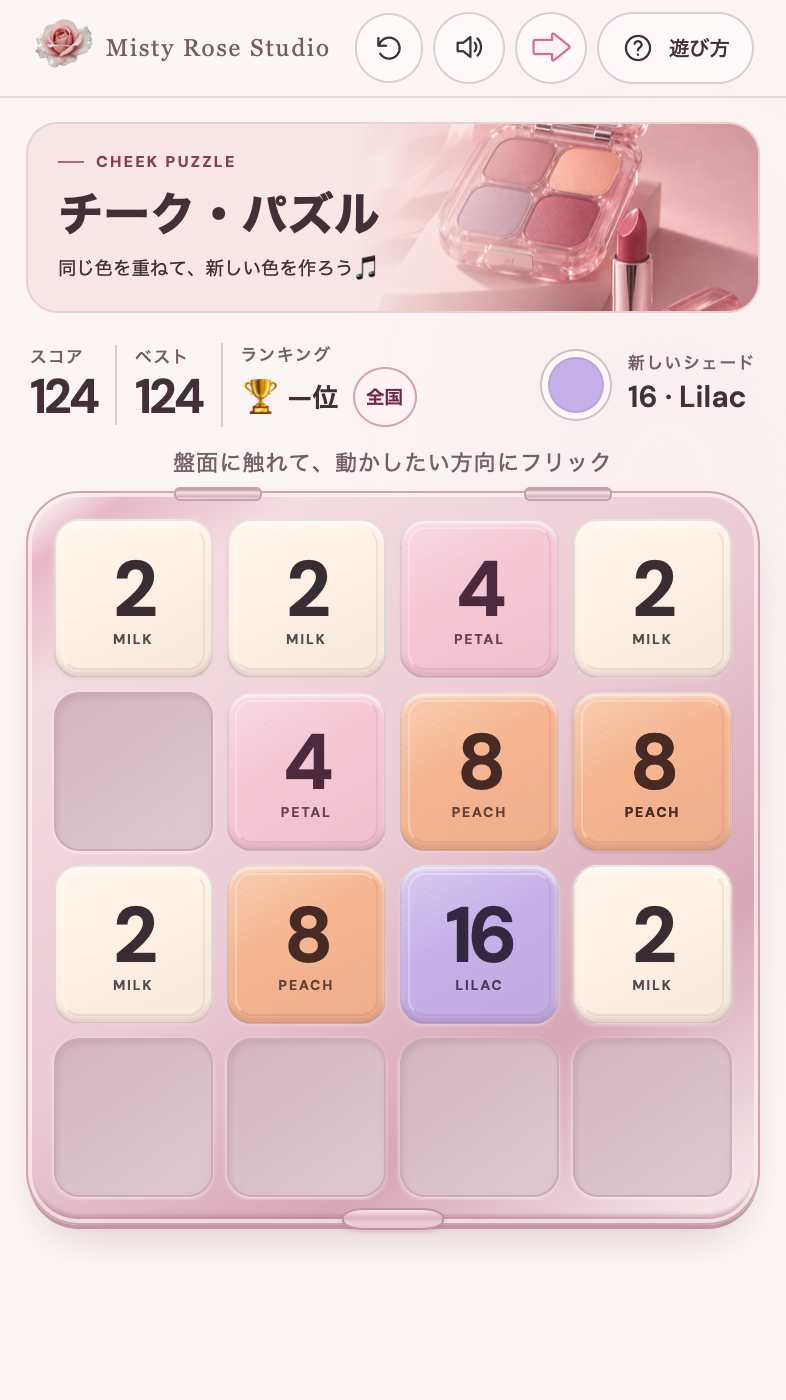 Misty Rose Studio
遊び方
CHEEK PUZZLE
チーク・パズル
同じ色を重ねて、新しい色を作ろう🎵
スコア
124
ベスト
124
ランキング
🏆 —位
全国
新しいシェード
16 · Lilac
盤面に触れて、動かしたい方向にフリック
2 2 4 2
MILK MILK PETAL MILK
4 8 8
PETAL PEACH PEACH
2 8 16 2
MILK PEACH LILAC MILK